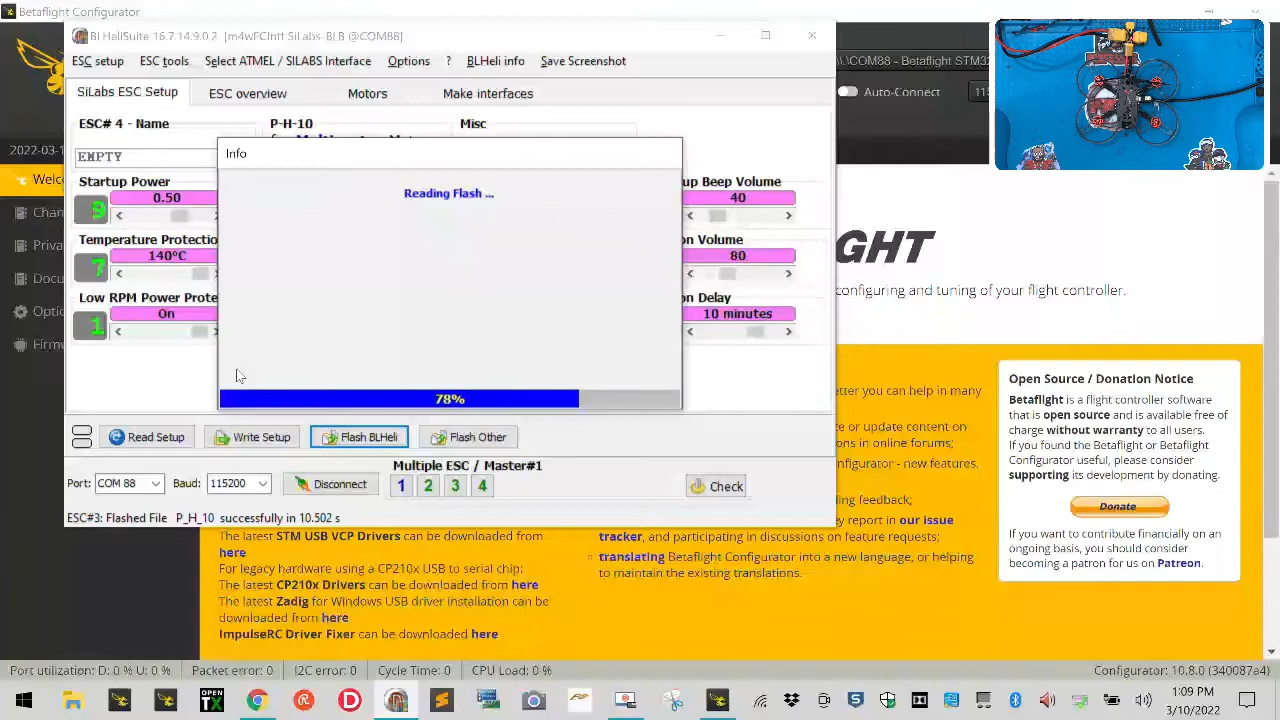 Betaflight Configurator
BLHeliSuite 16.7.14.9.0.2
ESC setup ESC tools Select ATMEL / SILABS Interface Options ? BLHeli info Save Screenshot
\.\COM88 - Betaflight STM3
Auto-Connect
SiLabs ESC Setup ESC overview Motors Make interfaces
ESC# 4 - Name P-H-10 Misc
2022-03-1
Info
EMPTY
Welc
Reading Flash ...
Startup Power
0.50
up Beep Volume
40
9
Chan
Temperature Protectio
140ºC
on Volume
80
7
Priva
GHT
Docu
configuring and tuning of your flight controller.
Low RPM Power Prote
On
on Delay
10 minutes
1
Optio
Firmu
78%
Read Setup Write Setup Flash BLHeli Flash Other
Multiple ESC / Master#1
Port: COM 88 Baud: 115200 Disconnect 1 2 3 4 Check
ESC#3: Flashed File P_H_10 successfully in 10.502 s
etter you can help in many
e or update content on
ons in online forums;
nfigurator - new features,
ding feedback;
y report in our issue
tracker, and participating in discussions on feature requests;
translating Betaflight Configurator into a new language, or helping
to maintain the existing translations.
Open Source / Donation Notice
Betaflight is a flight controller software
that is open source and is available free of
charge without warranty to all users.
If you found the Betaflight or Betaflight
Configurator useful, please consider
supporting its development by donating.
Donate
If you want to contribute financially on an
ongoing basis, you should consider
becoming a patron for us on Patreon.
The latest STM USB VCP Drivers can be downloaded from
here
For legacy hardware using a CP210x USB to serial chip:
The latest CP210x Drivers can be downloaded from here
The latest Zadig for Windows USB driver installation can be
downloaded from here
ImpulseRC Driver Fixer can be downloaded here
Port utilization: D: 0 % U: 0 % Packet error: 0 I2C error: 0 Cycle Time: 0 CPU Load: 0 % Configurator: 10.8.0 (340087a4)
OPEN
TX
1:09 PM
3/10/2022